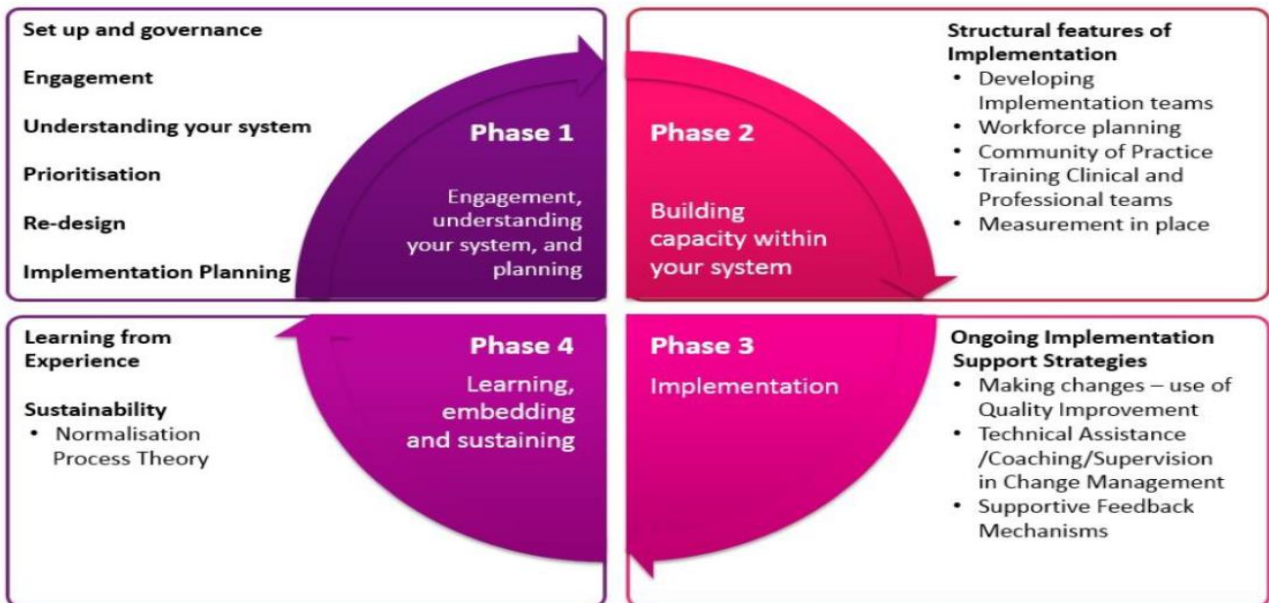 Set up and governance
Engagement
Understanding your system
Prioritisation
Re-design
Implementation Planning
Phase 1
Engagement,
understanding
your system, and
planning
Phase 2
Building
capacity within
your system
Structural features of
Implementation
• Developing
Implementation teams
• Workforce planning
• Community of Practice
• Training Clinical and
Professional teams
• Measurement in place
Learning from
Experience
Sustainability
• Normalisation
Process Theory
Phase 4
Learning,
embedding
and sustaining
Phase 3
Implementation
Ongoing Implementation
Support Strategies
• Making changes – use of
Quality Improvement
• Technical Assistance
/Coaching/Supervision
in Change Management
• Supportive Feedback
Mechanisms